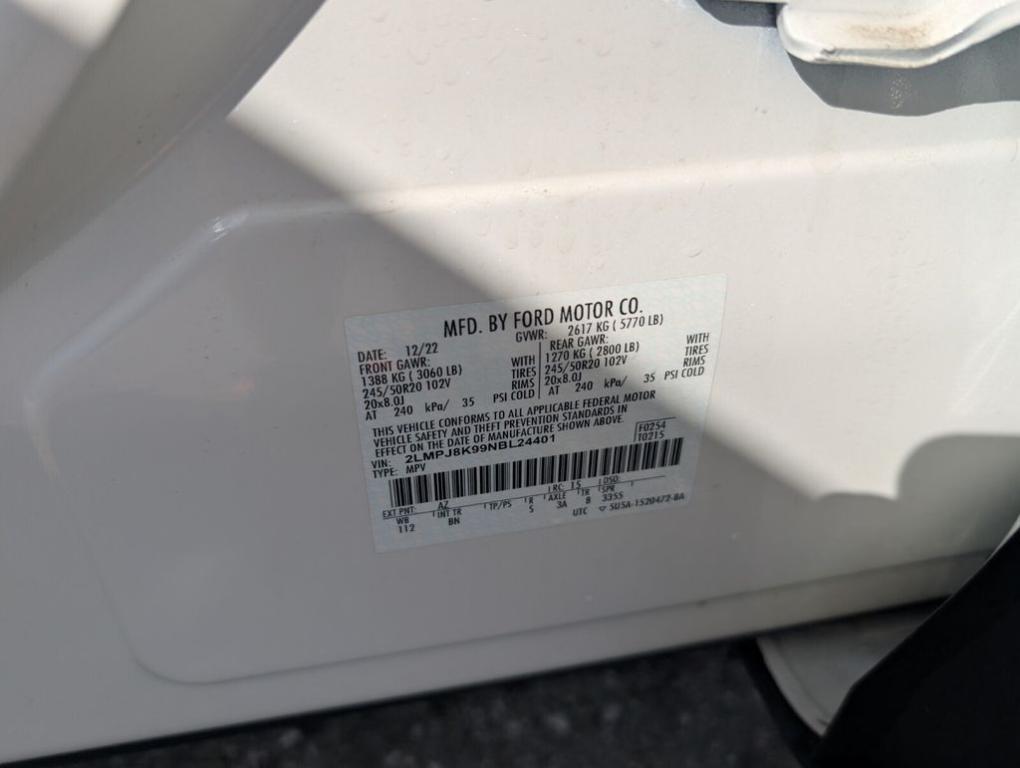 MFD. BY FORD MOTOR CO.
DATE: 12/22 GVWR: 2617 KG ( 5770 LB)
FRONT GAWR: WITH REAR GAWR: WITH
1388 KG ( 3060 LB) TIRES 1270 KG ( 2800 LB) TIRES
245/50R20 102V RIMS 245/50R20 102V RIMS
20x8.0J 20x8.0J
AT 240 kPa/ 35 PSI COLD AT 240 kPa/ 35 PSI COLD
THIS VEHICLE CONFORMS TO ALL APPLICABLE FEDERAL MOTOR
VEHICLE SAFETY AND THEFT PREVENTION STANDARDS IN
EFFECT ON THE DATE OF MANUFACTURE SHOWN ABOVE.
VIN: 2LMPJ8K99NBL24401 F0254
TYPE: MPV T0215
EXT PNT: AZ RC: 15 DSO:
WB INT TR TP/PS R AXLE TR SPR
112 BN 5 3A 8 3355
UTC ▽ 5U5A-1520472-BA